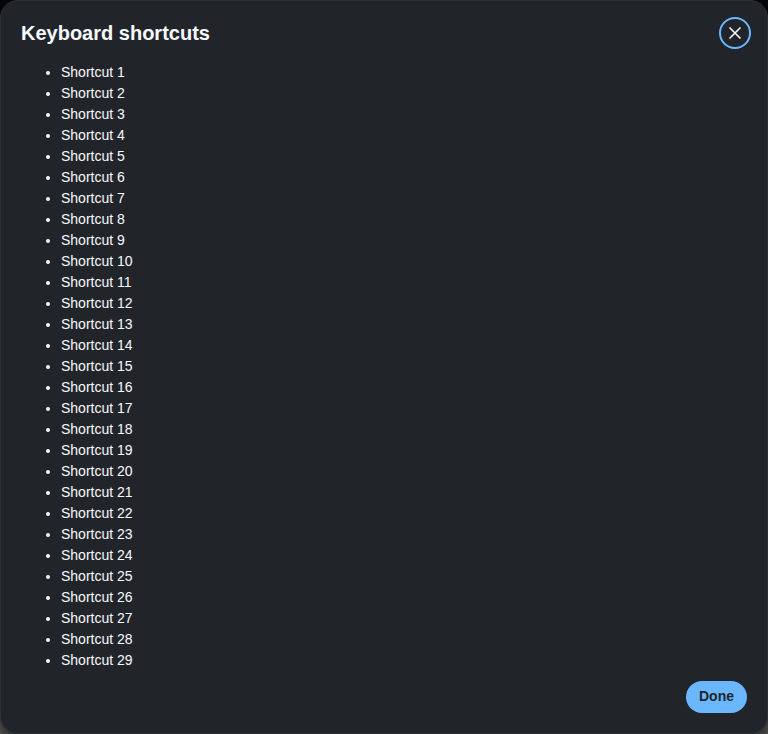 Keyboard shortcuts
Shortcut 1
Shortcut 2
Shortcut 3
Shortcut 4
Shortcut 5
Shortcut 6
Shortcut 7
Shortcut 8
Shortcut 9
Shortcut 10
Shortcut 11
Shortcut 12
Shortcut 13
Shortcut 14
Shortcut 15
Shortcut 16
Shortcut 17
Shortcut 18
Shortcut 19
Shortcut 20
Shortcut 21
Shortcut 22
Shortcut 23
Shortcut 24
Shortcut 25
Shortcut 26
Shortcut 27
Shortcut 28
Shortcut 29
Done